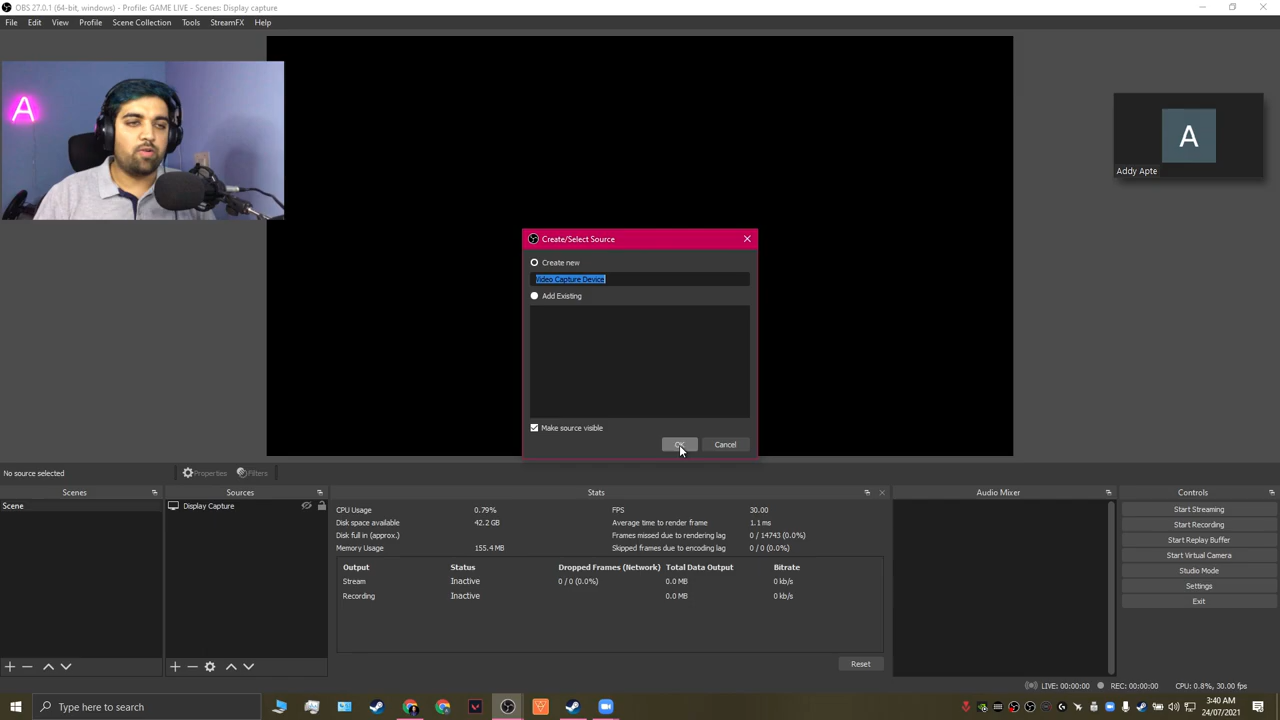 OBS 27.0.1 (64-bit, windows) - Profile: GAME LIVE - Scenes: Display capture
File Edit View Profile Scene Collection Tools StreamFX Help
A
A
Addy Apte
Create/Select Source
Create new
Video Capture Device
Add Existing
Make source visible
OK Cancel
No source selected Properties Filters
Scenes Sources Stats Audio Mixer Controls
Scene
Display Capture
CPU Usage 0.79%
Disk space available 42.2 GB
Disk full in (approx.)
Memory Usage 155.4 MB
FPS 30.00
Average time to render frame 1.1 ms
Frames missed due to rendering lag 0 / 14743 (0.0%)
Skipped frames due to encoding lag 0 / 0 (0.0%)
Output Status Dropped Frames (Network) Total Data Output Bitrate
Stream Inactive 0 / 0 (0.0%) 0.0 MB 0 kb/s
Recording Inactive 0.0 MB 0 kb/s
Reset
Start Streaming
Start Recording
Start Replay Buffer
Start Virtual Camera
Studio Mode
Settings
Exit
LIVE: 00:00:00 REC: 00:00:00 CPU: 0.8%, 30.00 fps
Type here to search
3:40 AM
24/07/2021